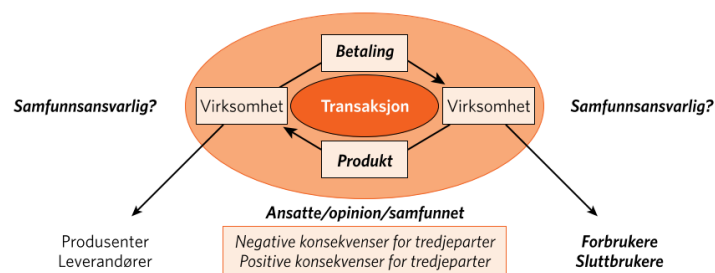 Betaling
Samfunnsansvarlig?
Virksomhet
Transaksjon
Virksomhet
Samfunnsansvarlig?
Produkt
Ansatte/opinion/samfunnet
Produsenter
Leverandører
Negative konsekvenser for tredjeparter
Positive konsekvenser for tredjeparter
Forbrukere
Sluttbrukere